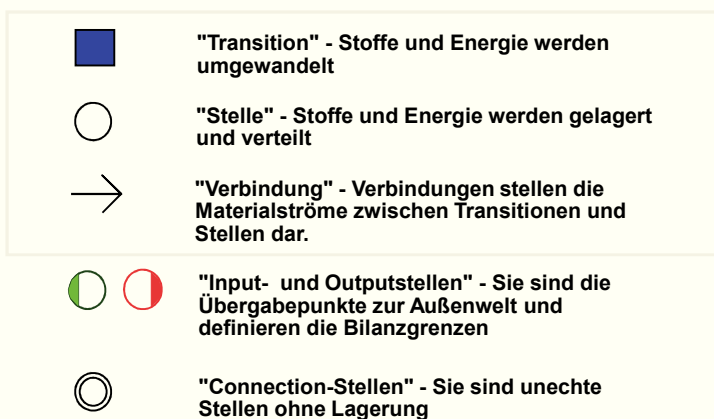 "Transition" - Stoffe und Energie werden
umgewandelt
"Stelle" - Stoffe und Energie werden gelagert
und verteilt
"Verbindung" - Verbindungen stellen die
Materialströme zwischen Transitionen und
Stellen dar.
"Input- und Outputstellen" - Sie sind die
Übergabepunkte zur Außenwelt und
definieren die Bilanzgrenzen
"Connection-Stellen" - Sie sind unechte
Stellen ohne Lagerung